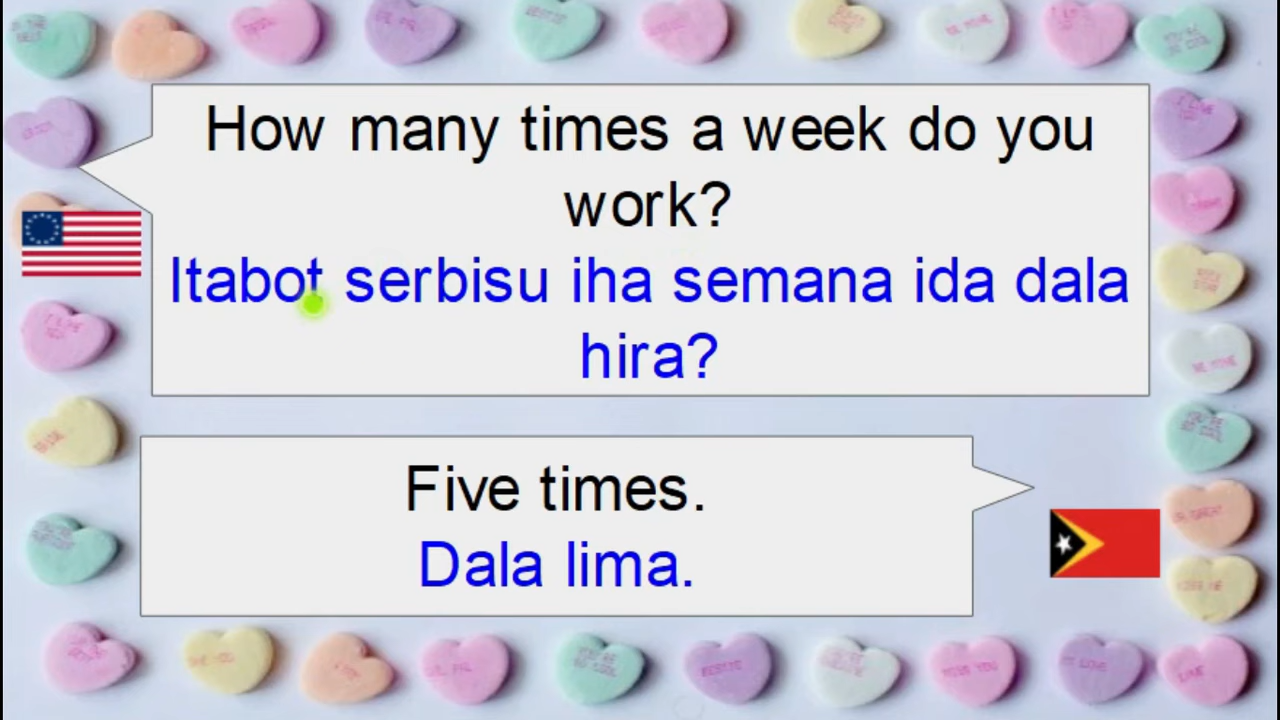 How many times a week do you
work?
Itabot serbisu iha semana ida dala
hira?
Five times.
Dala lima.